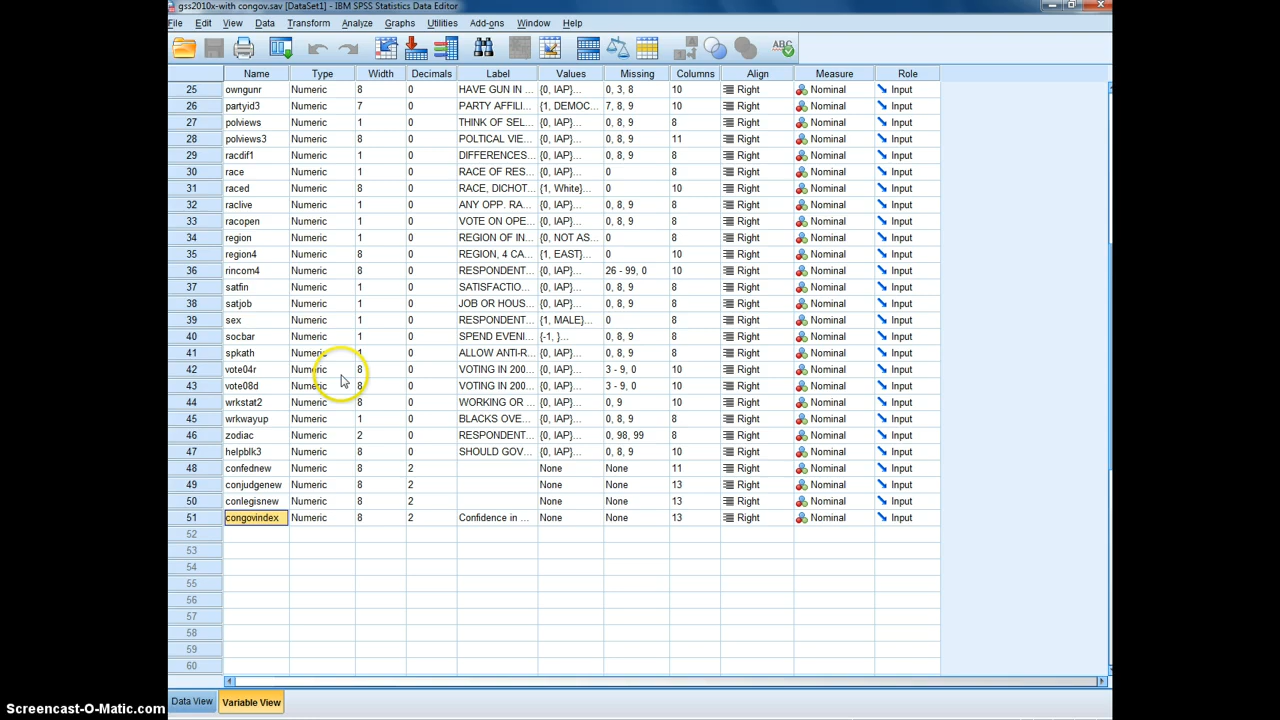 gss2010x-with congov.sav [DataSet1] - IBM SPSS Statistics Data Editor
File Edit View Data Transform Analyze Graphs Utilities Add-ons Window Help
Name Type Width Decimals Label Values Missing Columns Align Measure Role
25 owngunr Numeric 8 0 HAVE GUN IN ... {0, IAP}... 0, 3, 8 10 Right Nominal Input
26 partyid3 Numeric 7 0 PARTY AFFILI... {1, DEMOC... 7, 8, 9 10 Right Nominal Input
27 polviews Numeric 1 0 THINK OF SEL... {0, IAP}... 0, 8, 9 8 Right Nominal Input
28 polviews3 Numeric 8 0 POLTICAL VIE... {0, IAP}... 0, 8, 9 11 Right Nominal Input
29 racdif1 Numeric 1 0 DIFFERENCES... {0, IAP}... 0, 8, 9 8 Right Nominal Input
30 race Numeric 1 0 RACE OF RES... {0, IAP}... 0 8 Right Nominal Input
31 raced Numeric 8 0 RACE, DICHOT... {1, White}... 0 10 Right Nominal Input
32 raclive Numeric 1 0 ANY OPP. RA... {0, IAP}... 0, 8, 9 8 Right Nominal Input
33 racopen Numeric 1 0 VOTE ON OPE... {0, IAP}... 0, 8, 9 8 Right Nominal Input
34 region Numeric 1 0 REGION OF IN... {0, NOT AS... 0 8 Right Nominal Input
35 region4 Numeric 8 0 REGION, 4 CA... {1, EAST}... 0 10 Right Nominal Input
36 rincom4 Numeric 8 0 RESPONDENT... {0, IAP}... 26 - 99, 0 10 Right Nominal Input
37 satfin Numeric 1 0 SATISFACTIO... {0, IAP}... 0, 8, 9 8 Right Nominal Input
38 satjob Numeric 1 0 JOB OR HOUS... {0, IAP}... 0, 8, 9 8 Right Nominal Input
39 sex Numeric 1 0 RESPONDENT... {1, MALE}... 0 8 Right Nominal Input
40 socbar Numeric 1 0 SPEND EVENI... {-1, }... 0, 8, 9 8 Right Nominal Input
41 spkath Numeric 1 0 ALLOW ANTI-R... {0, IAP}... 0, 8, 9 8 Right Nominal Input
42 vote04r Numeric 8 0 VOTING IN 200... {0, IAP}... 3 - 9, 0 10 Right Nominal Input
43 vote08d Numeric 8 0 VOTING IN 200... {0, IAP}... 3 - 9, 0 10 Right Nominal Input
44 wrkstat2 Numeric 8 0 WORKING OR ... {0, IAP}... 0, 9 10 Right Nominal Input
45 wrkwayup Numeric 1 0 BLACKS OVE... {0, IAP}... 0, 8, 9 8 Right Nominal Input
46 zodiac Numeric 2 0 RESPONDENT... {0, IAP}... 0, 98, 99 8 Right Nominal Input
47 helpblk3 Numeric 8 0 SHOULD GOV... {0, IAP}... 0, 8, 9 10 Right Nominal Input
48 confednew Numeric 8 2 None None 11 Right Nominal Input
49 conjudgenew Numeric 8 2 None None 13 Right Nominal Input
50 conlegisnew Numeric 8 2 None None 13 Right Nominal Input
51 congovindex Numeric 8 2 Confidence in ... None None 13 Right Nominal Input
52
53
54
55
56
57
58
59
60
Data View Variable View
Screencast-O-Matic.com